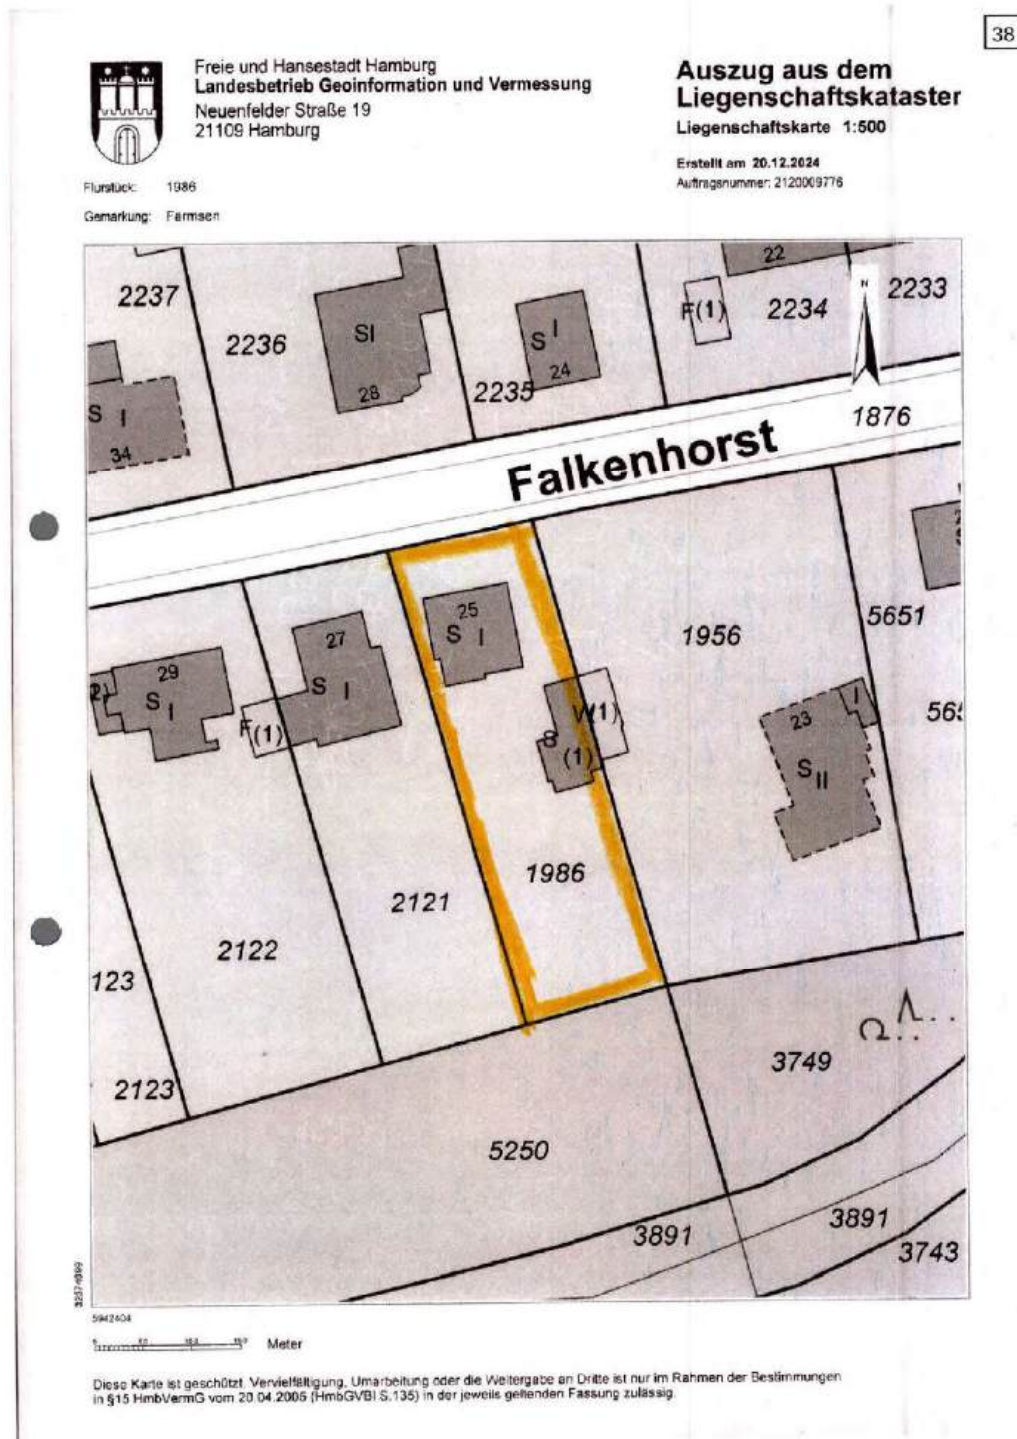 38
Freie und Hansestadt Hamburg
Landesbetrieb Geoinformation und Vermessung
Neuenfelder Straße 19
21109 Hamburg
Auszug aus dem
Liegenschaftskataster
Liegenschaftskarte 1:500
Erstellt am 20.12.2024
Auftragsnummer: 2120009776
Flurstück: 1986
Gemarkung: Farmsen
22
2237
2236
SI
28
2235
S I
24
F(1)
2234
N
2233
S I
34
1876
Falkenhorst
25
S I
27
S I
29
S I
F(1)
1956
5651
W(1)
S
(1)
23
S II
I
1986
2121
2122
123
2123
3749
5250
3891
3891
3743
5942404
Meter
Diese Karte ist geschützt. Vervielfältigung, Umarbeitung oder die Weitergabe an Dritte ist nur im Rahmen der Bestimmungen
in §15 HmbVermG vom 20.04.2005 (HmbGVBl S.135) in der jeweils geltenden Fassung zulässig.